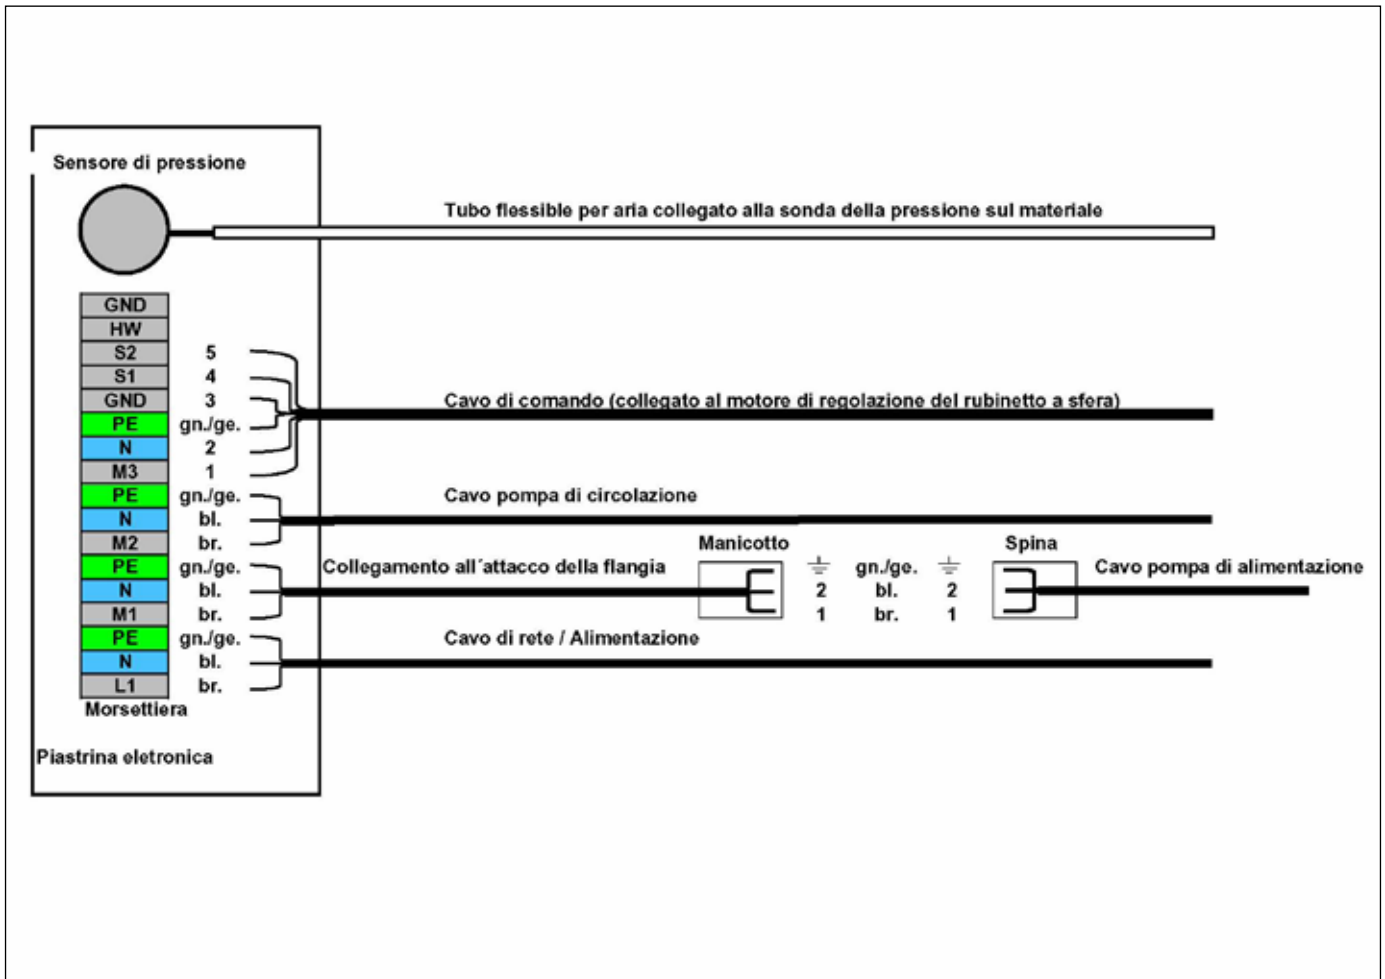 Sensore di pressione
Tubo flessible per aria collegato alla sonda della pressione sul materiale
GND
HW
S2 5
S1 4
GND 3
Cavo di comando (collegato al motore di regolazione del rubinetto a sfera)
PE gn./ge.
N 2
M3 1
PE gn./ge. Cavo pompa di circolazione
N bl.
M2 br. Manicotto Spina
PE gn./ge. Collegamento all´attacco della flangia gn./ge. Cavo pompa di alimentazione
N bl. 2 bl. 2
M1 br. 1 br. 1
PE gn./ge. Cavo di rete / Alimentazione
N bl.
L1 br.
Morsettiera
Piastrina eletronica